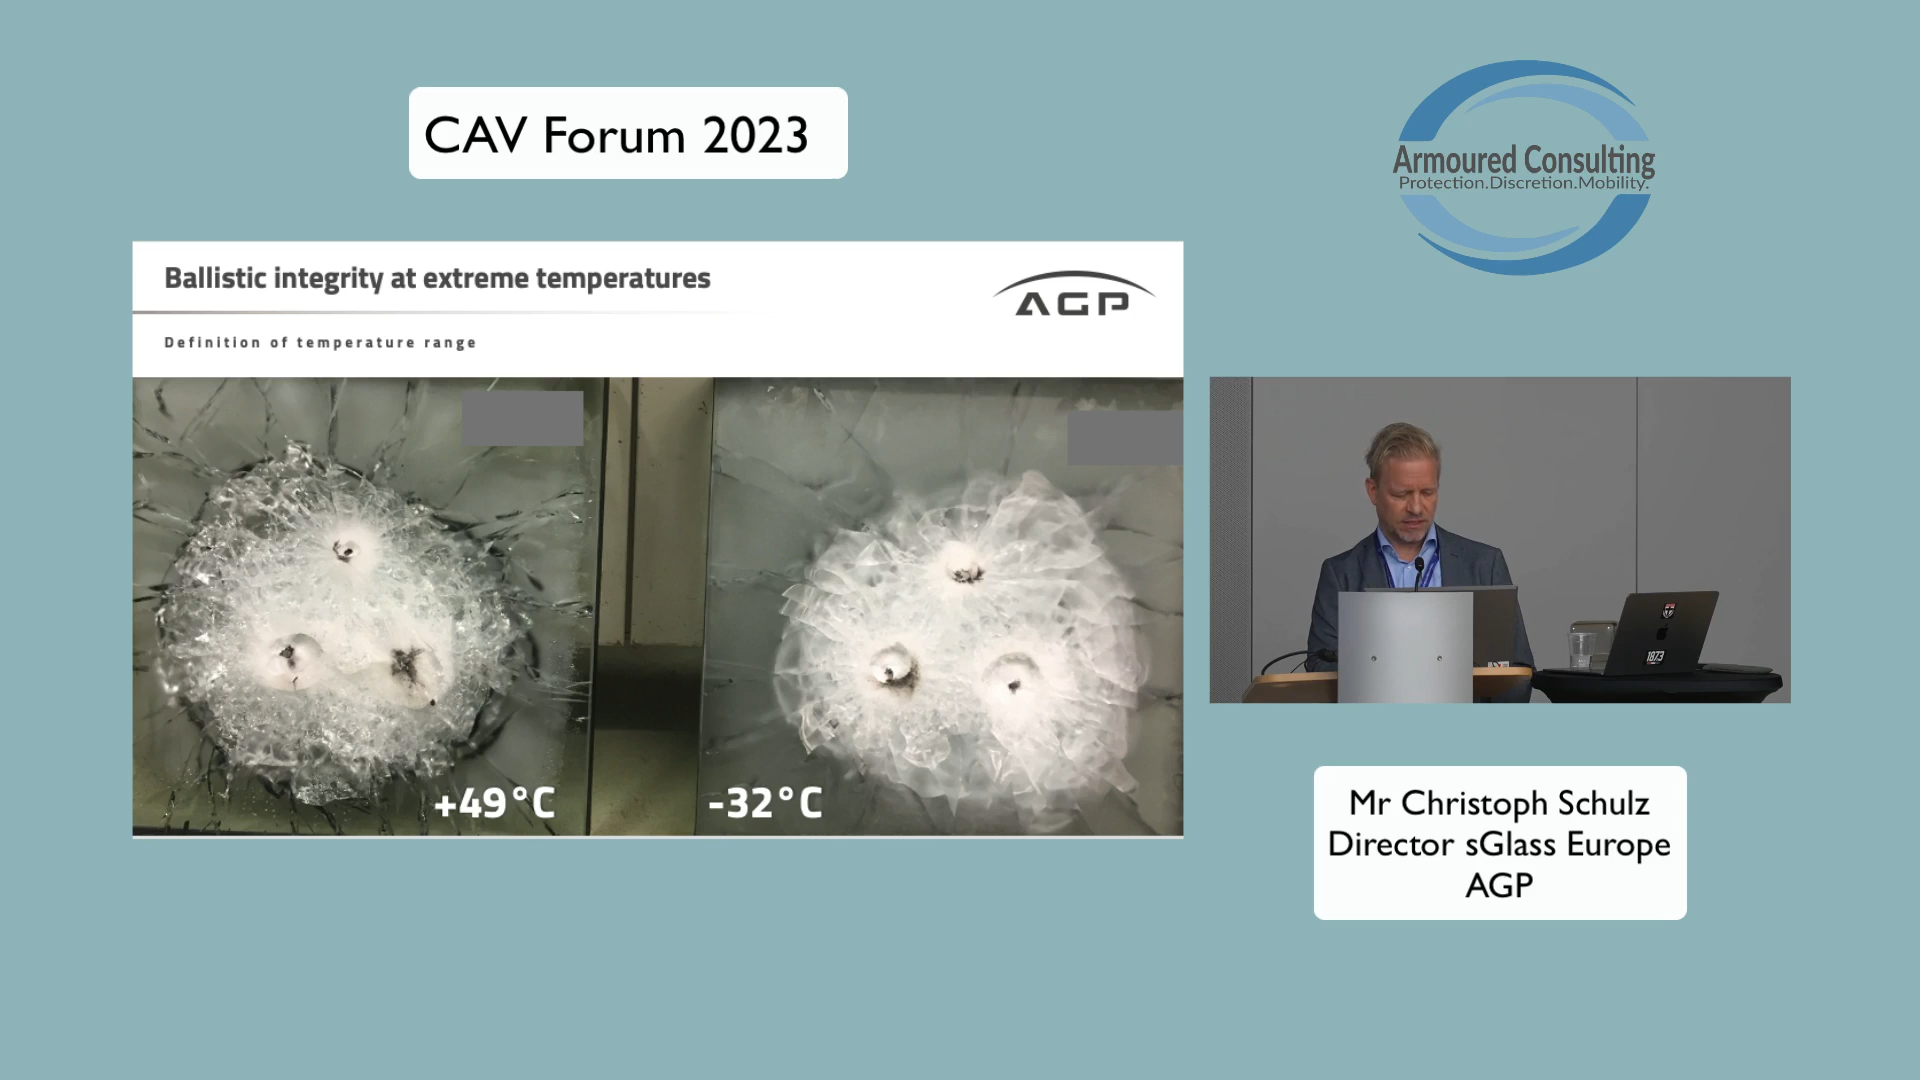 CAV Forum 2023
Armoured Consulting
Protection.Discretion.Mobility.
Ballistic integrity at extreme temperatures
AGP
Definition of temperature range
+49°C
-32°C
1873
Mr Christoph Schulz
Director sGlass Europe
AGP